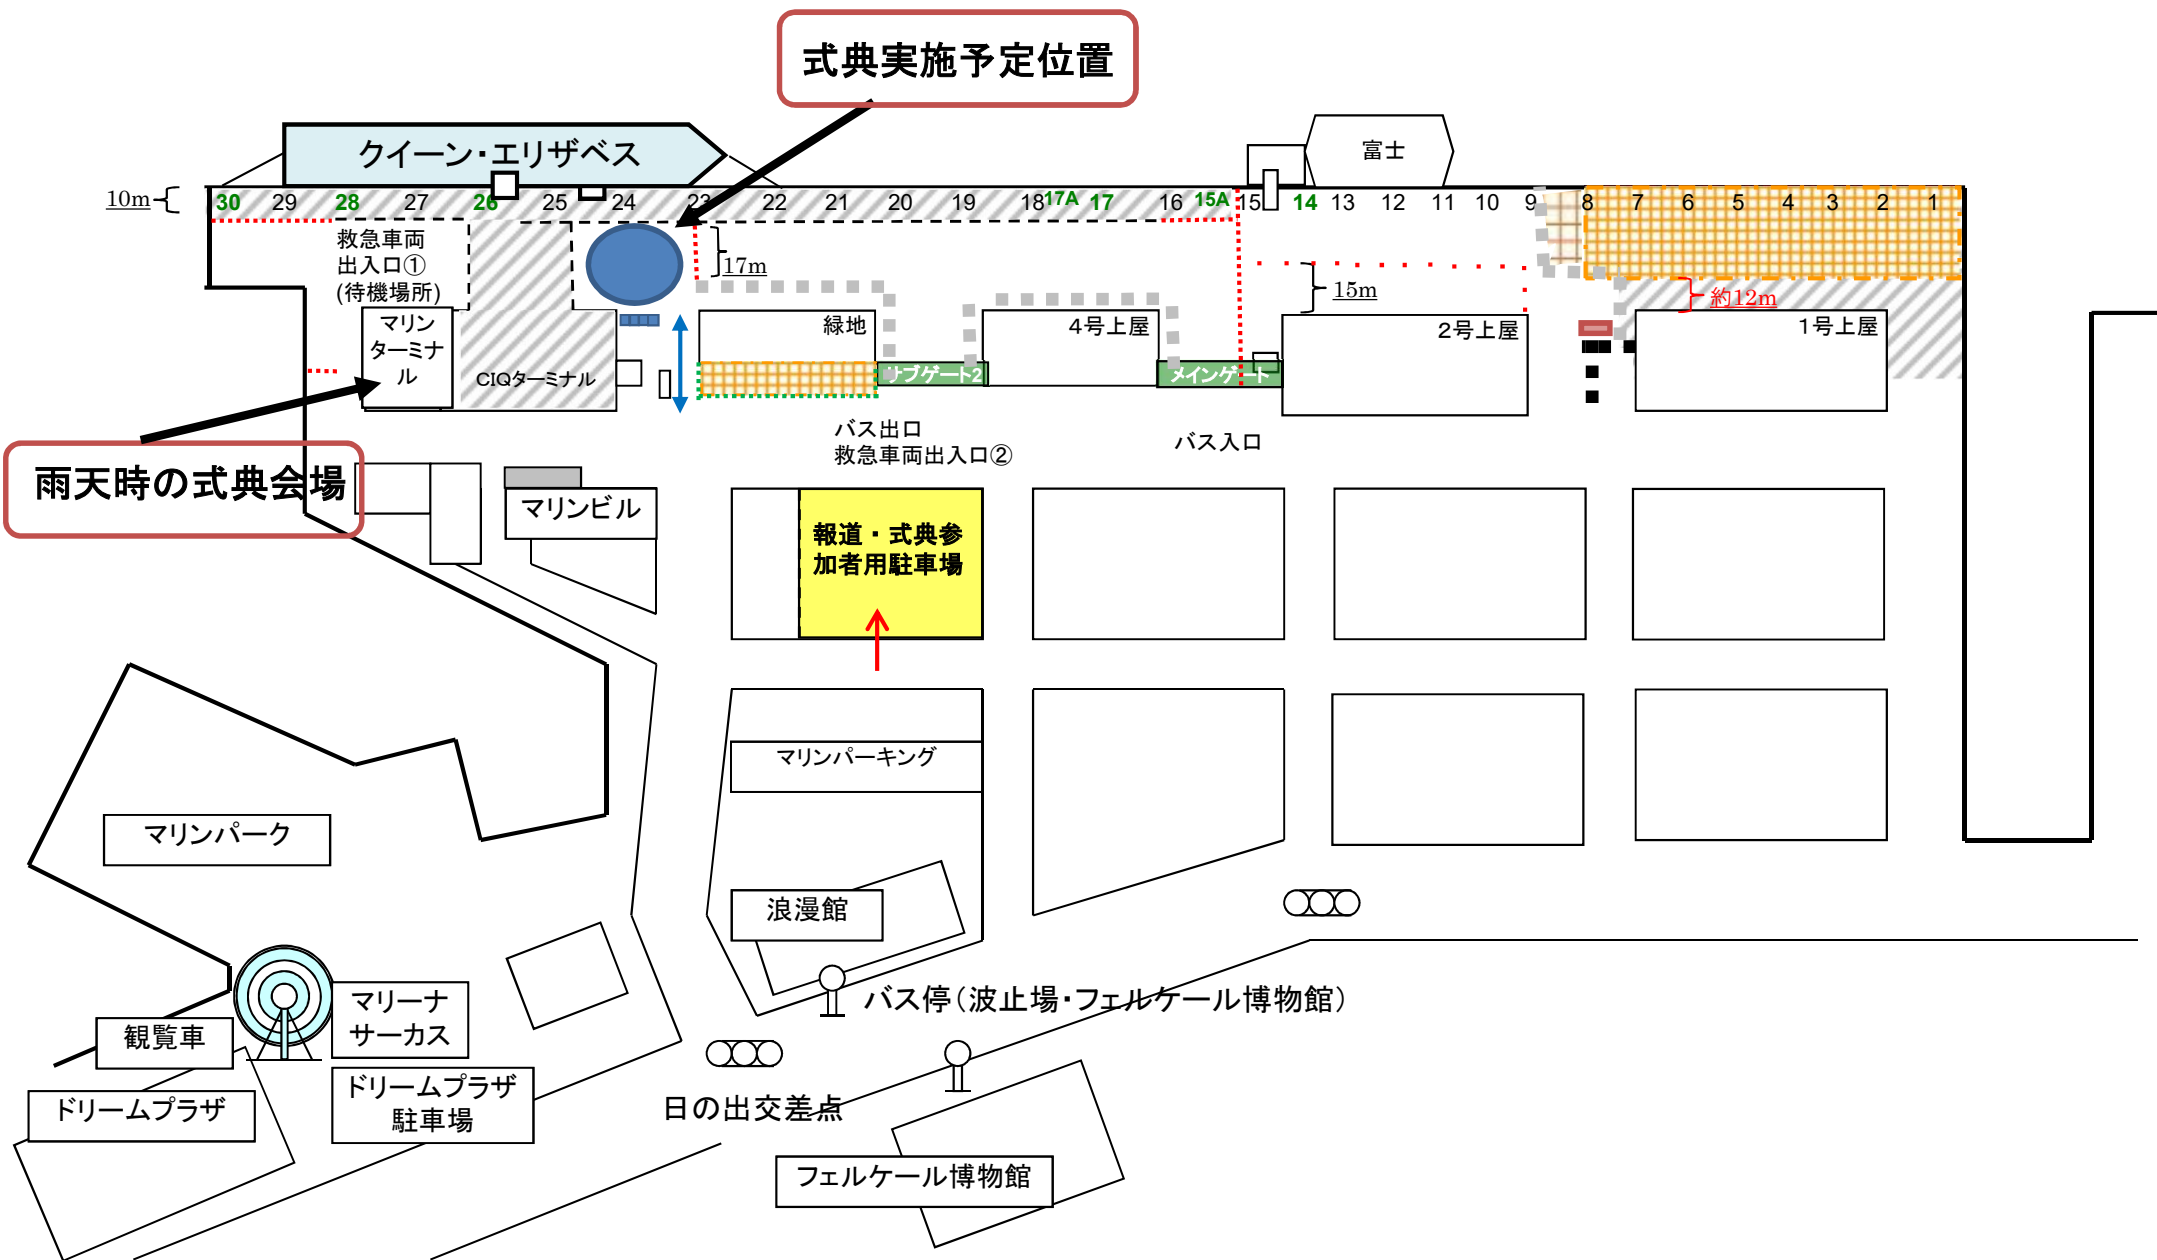 式典実施予定位置
クイーン・エリザベス
富士
10m
30 29 28 27 26 25 24 23 22 21 20 19 18 17A 17 16 15A 15 14 13 12 11 10 9 8 7 6 5 4 3 2 1
救急車両
出入口①
(待機場所)
17m
15m
約12m
マリン
ターミナ
ル
CIQターミナル
緑地
4号上屋
2号上屋
1号上屋
サブゲート2
メインゲート
バス出口
救急車両出入口②
バス入口
雨天時の式典会場
マリンビル
報道・式典参
加者用駐車場
マリンパーキング
マリンパーク
浪漫館
バス停(波止場・フェルケール博物館)
マリーナ
サーカス
観覧車
ドリームプラザ
ドリームプラザ
駐車場
日の出交差点
フェルケール博物館